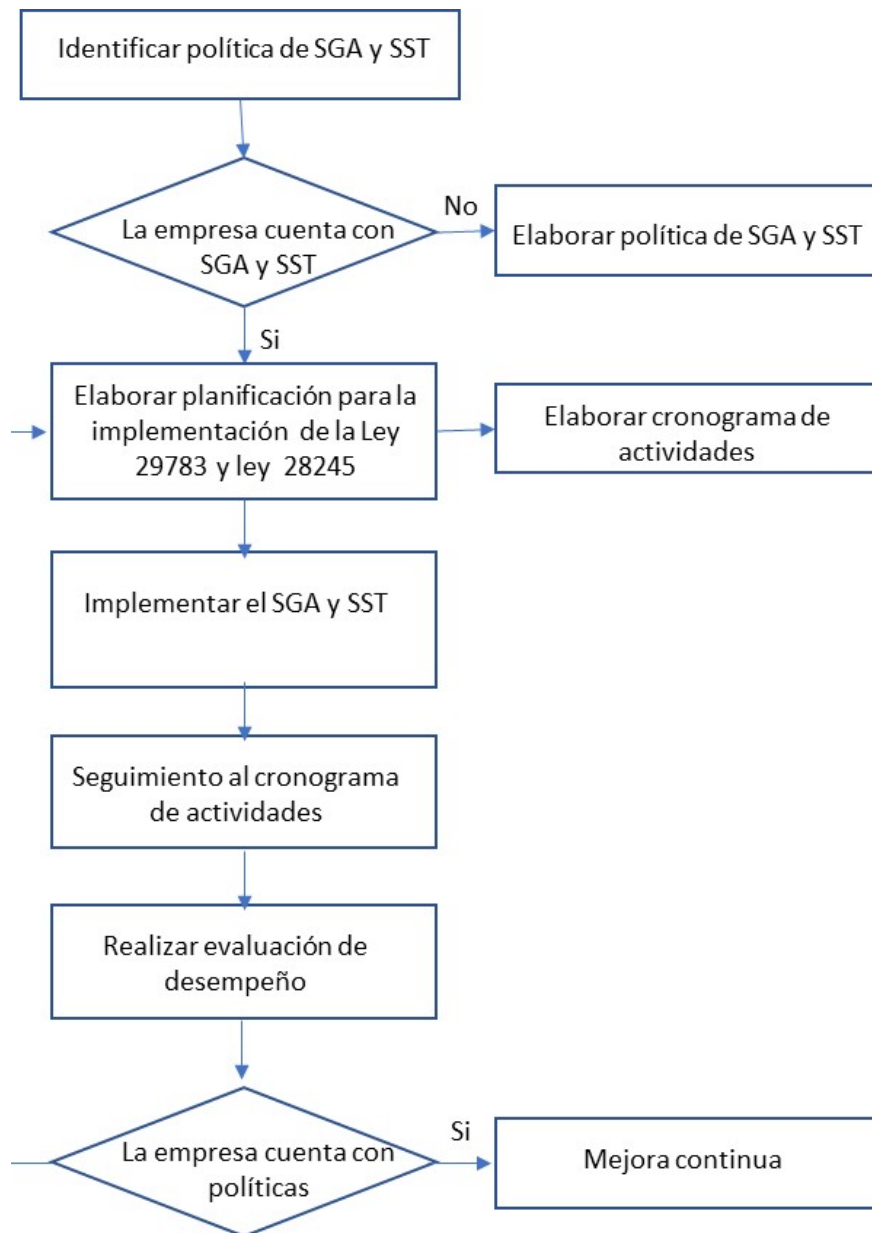 Identificar política de SGA y SST
La empresa cuenta con
SGA y SST
No
Elaborar política de SGA y SST
Si
Elaborar planificación para la
implementación de la Ley
29783 y ley 28245
Elaborar cronograma de
actividades
Implementar el SGA y SST
Seguimiento al cronograma
de actividades
Realizar evaluación de
desempeño
La empresa cuenta con
políticas
Si
Mejora continua